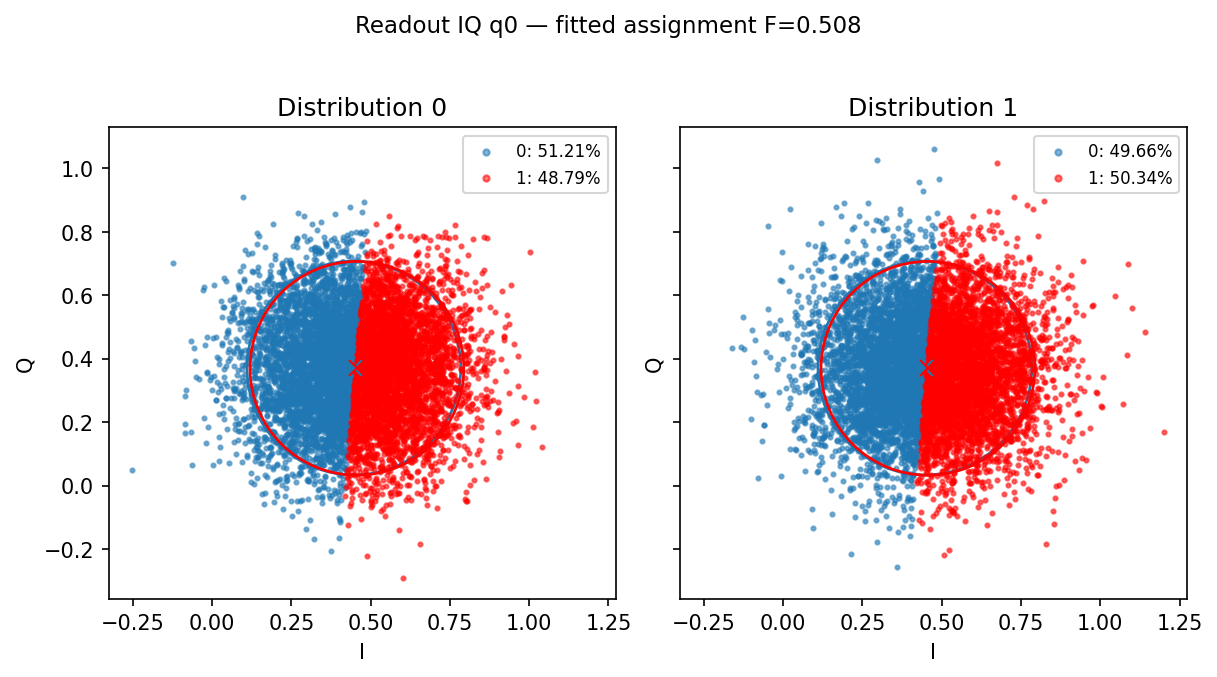 Readout IQ q0 — fitted assignment F=0.508
Distribution 0
Distribution 1
0: 51.21%
1: 48.79%
0: 49.66%
1: 50.34%
Q
1.0
0.8
0.6
0.4
0.2
0.0
−0.2
−0.25 0.00 0.25 0.50 0.75 1.00 1.25
I
Q
−0.25 0.00 0.25 0.50 0.75 1.00 1.25
I